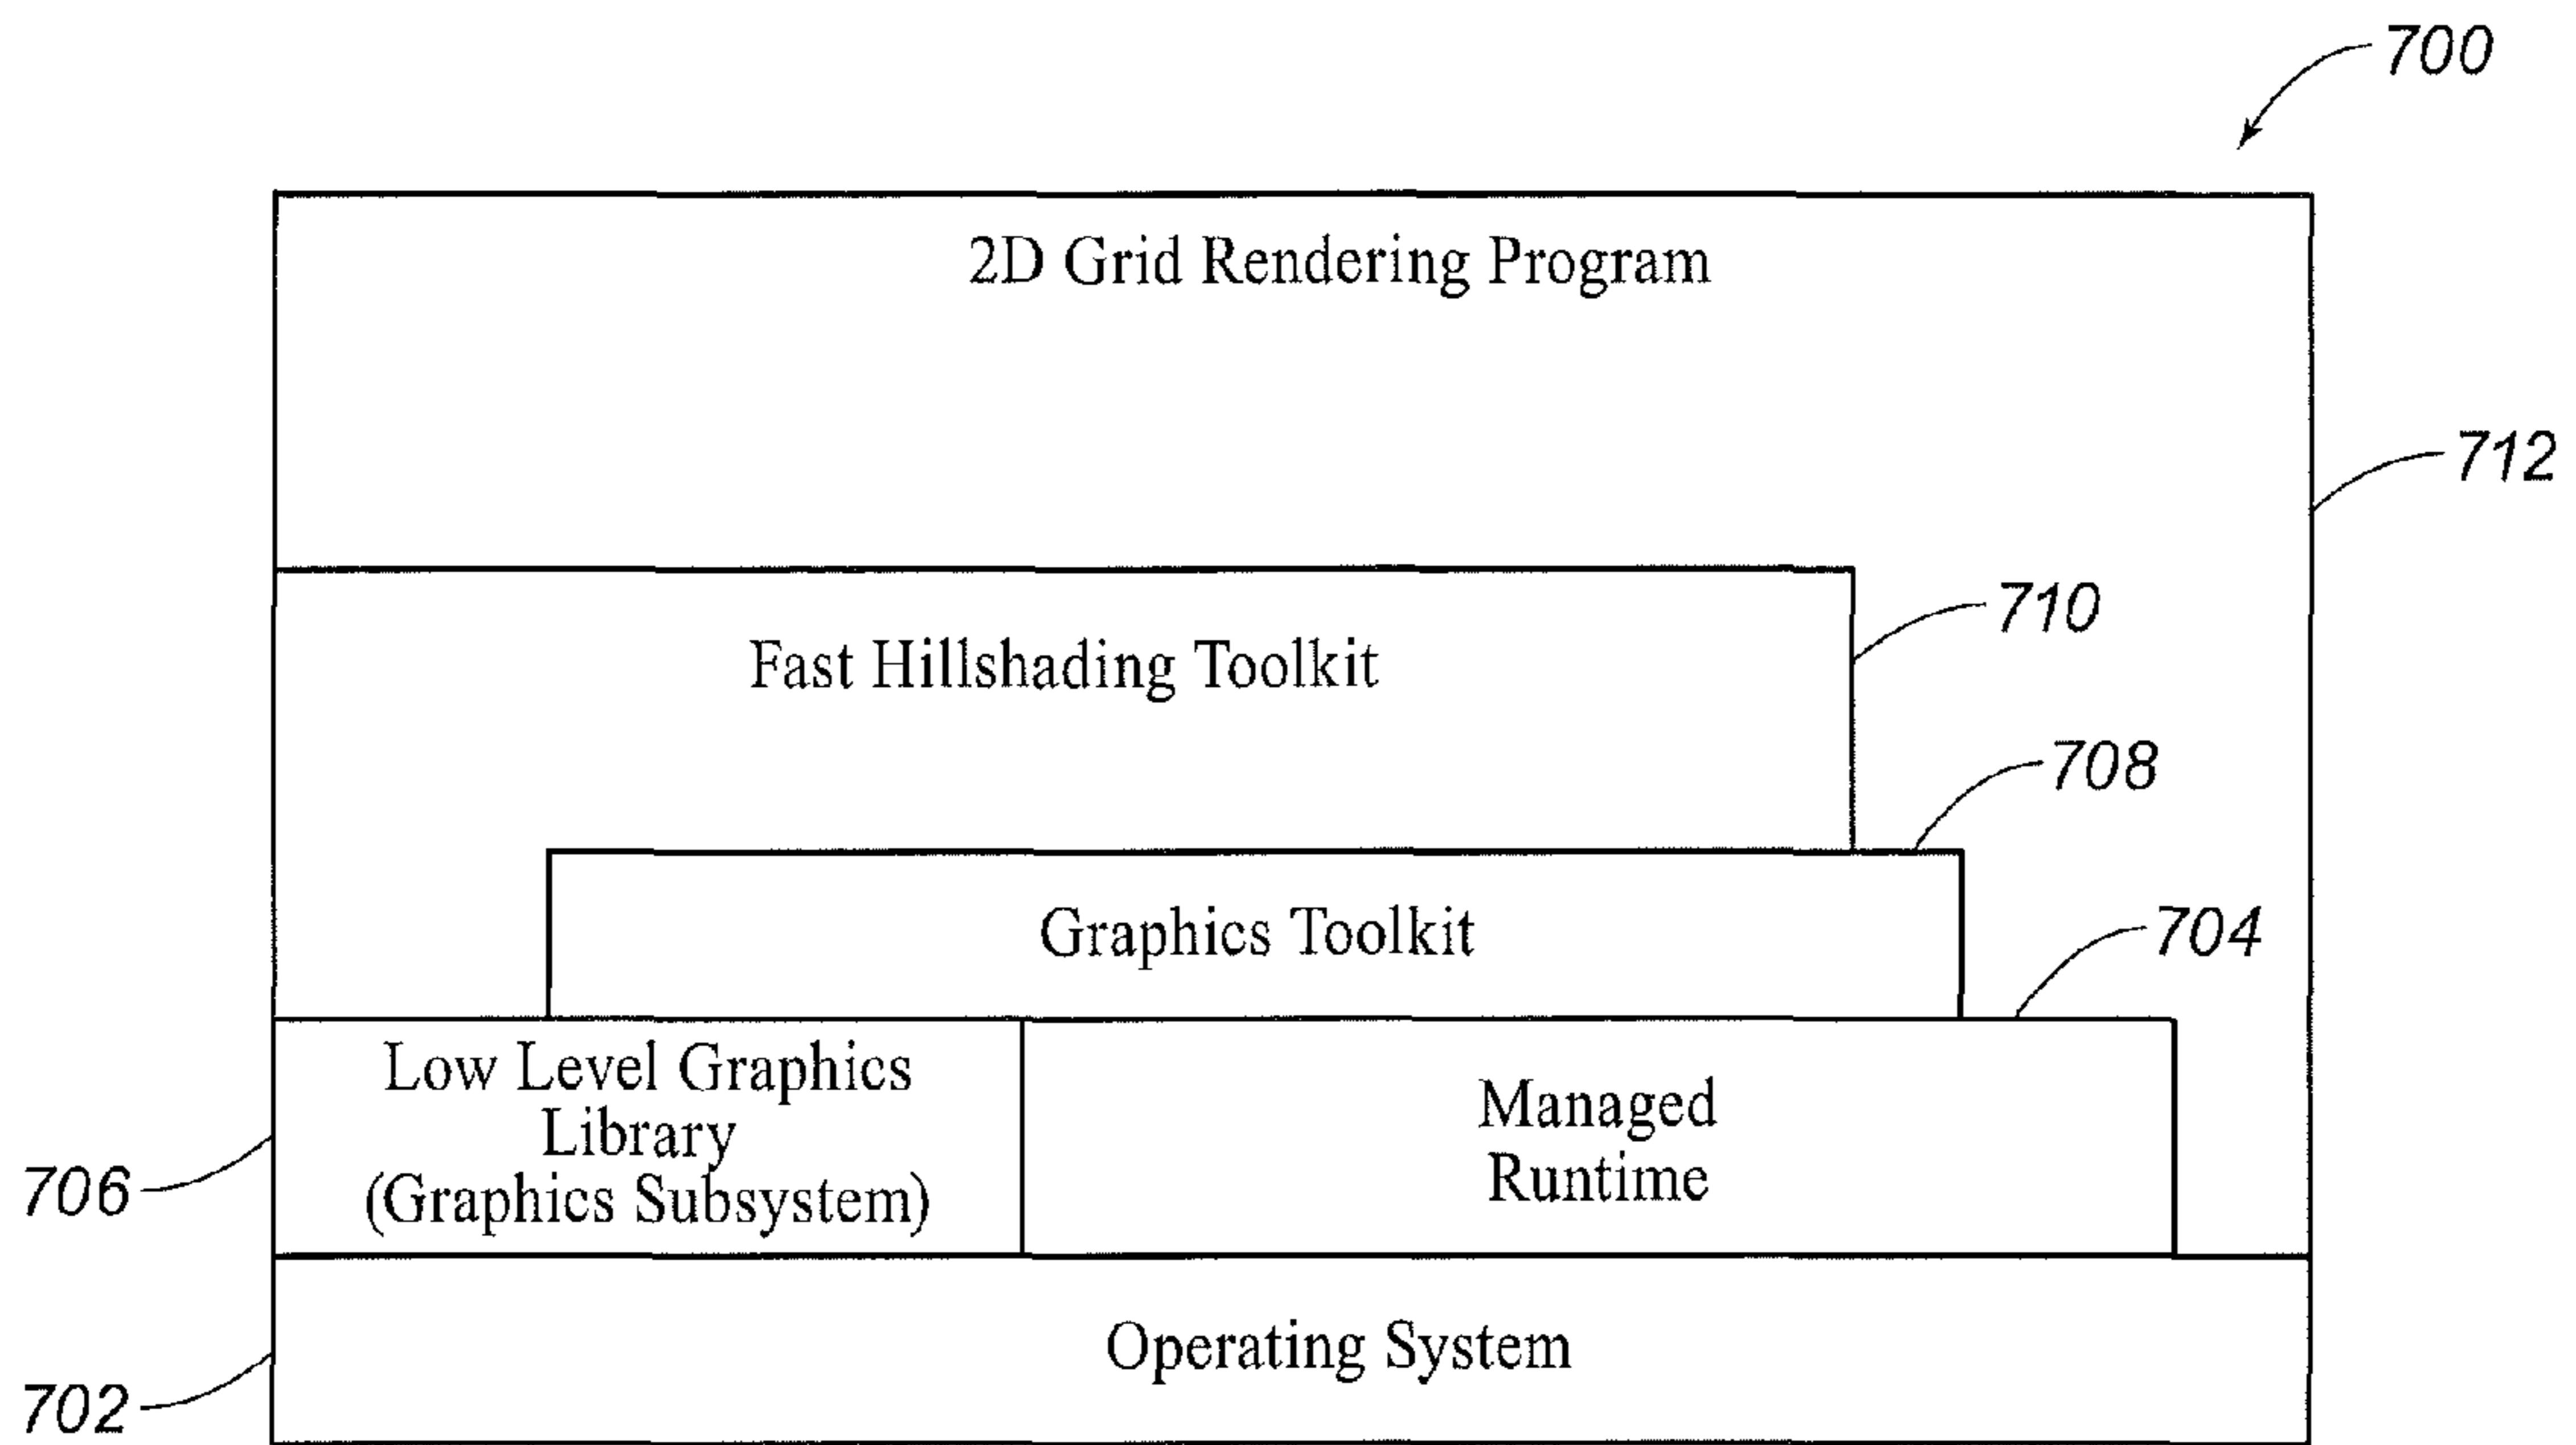 700
2D Grid Rendering Program
712
710
Fast Hillshading Toolkit
708
Graphics Toolkit
704
Low Level Graphics
Library
(Graphics Subsystem)
Managed
Runtime
706
Operating System
702